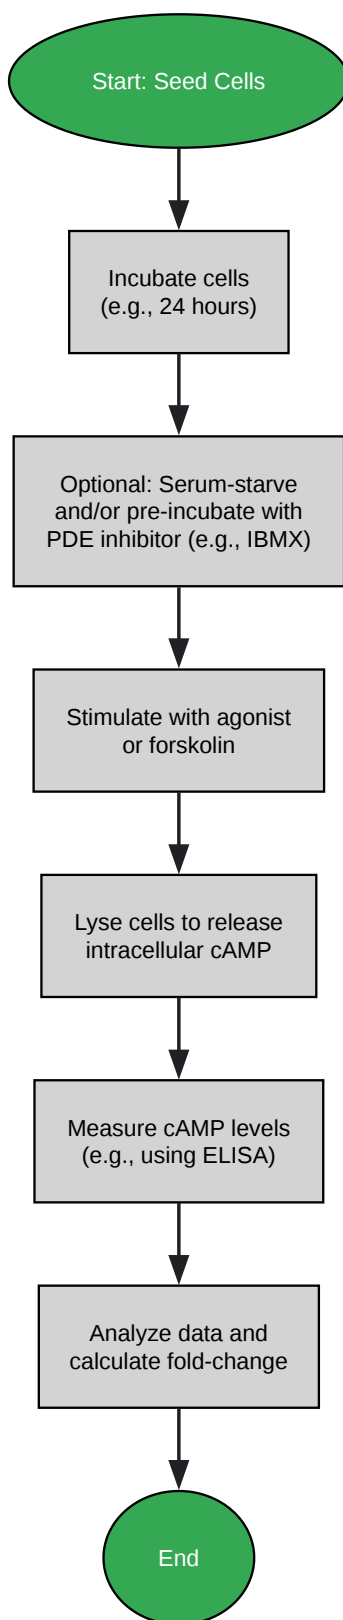 Start: Seed Cells
Incubate cells
(e.g., 24 hours)
Optional: Serum-starve
and/or pre-incubate with
PDE inhibitor (e.g., IBMX)
Stimulate with agonist
or forskolin
Lyse cells to release
intracellular cAMP
Measure cAMP levels
(e.g., using ELISA)
Analyze data and
calculate fold-change
End